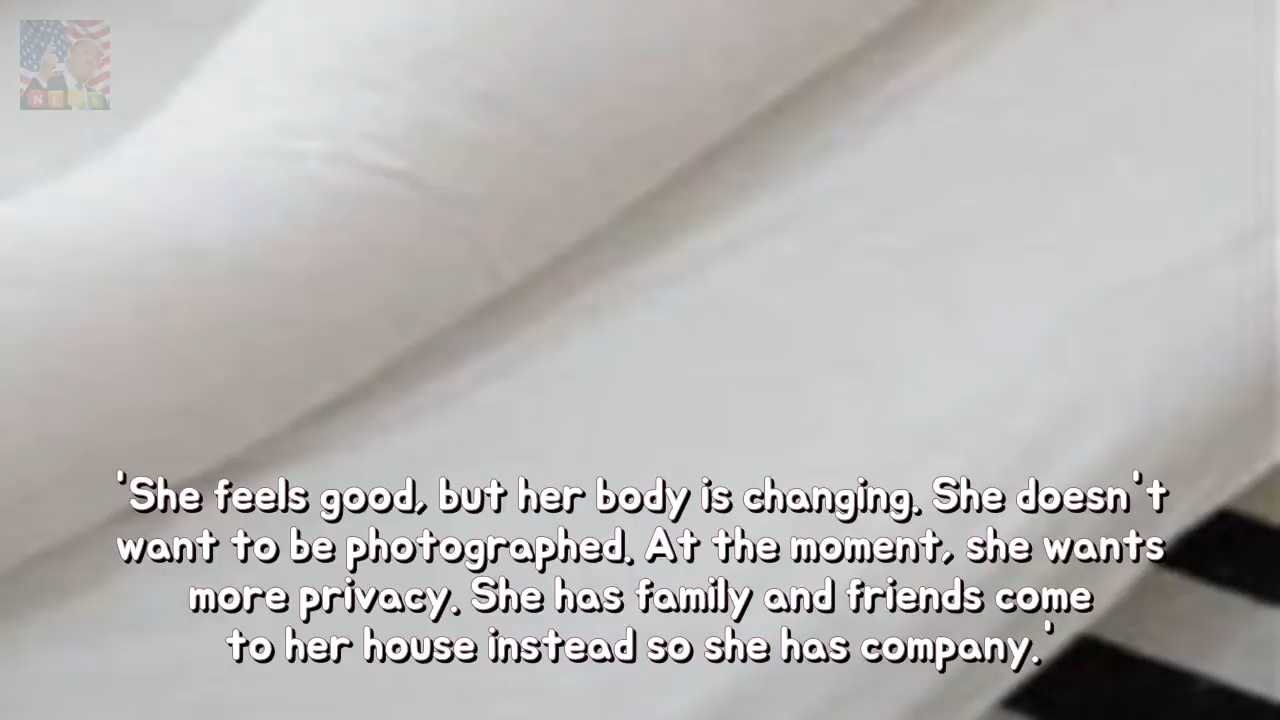 NEWS
'She feels good, but her body is changing. She doesn't
want to be photographed. At the moment, she wants
more privacy. She has family and friends come
to her house instead so she has company.'